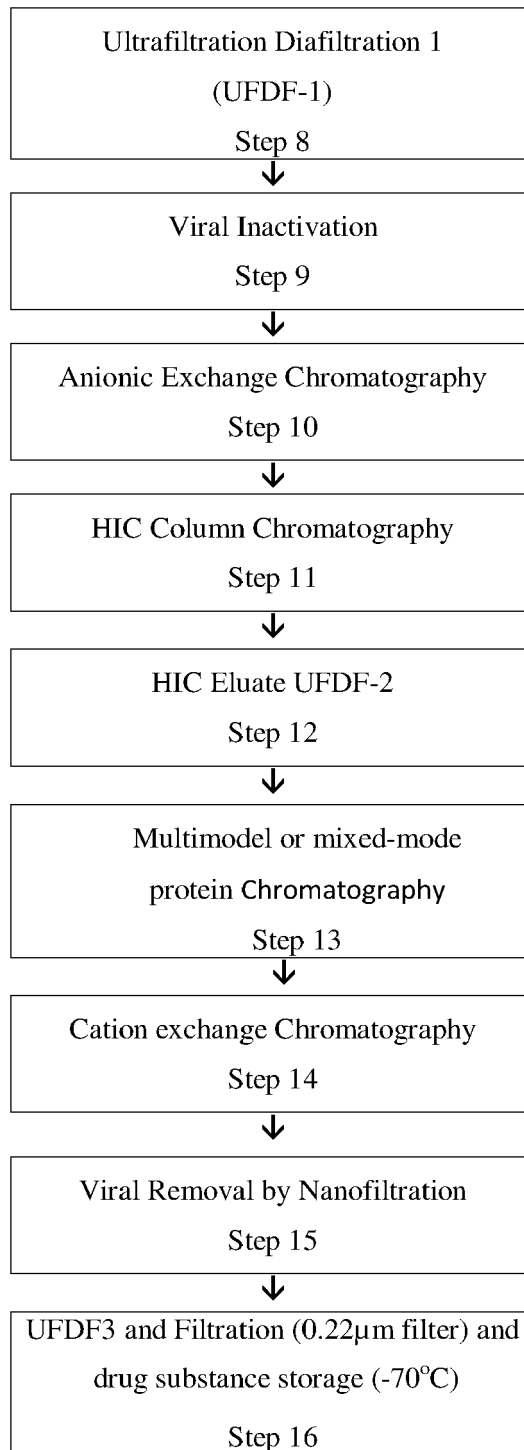 Ultrafiltration Diafiltration 1
(UFDF-1)
Step 8
Viral Inactivation
Step 9
Anionic Exchange Chromatography
Step 10
HIC Column Chromatography
Step 11
HIC Eluate UFDF-2
Step 12
Multimodel or mixed-mode
protein Chromatography
Step 13
Cation exchange Chromatography
Step 14
Viral Removal by Nanofiltration
Step 15
UFDF3 and Filtration (0.22µm filter) and
drug substance storage (-70°C)
Step 16